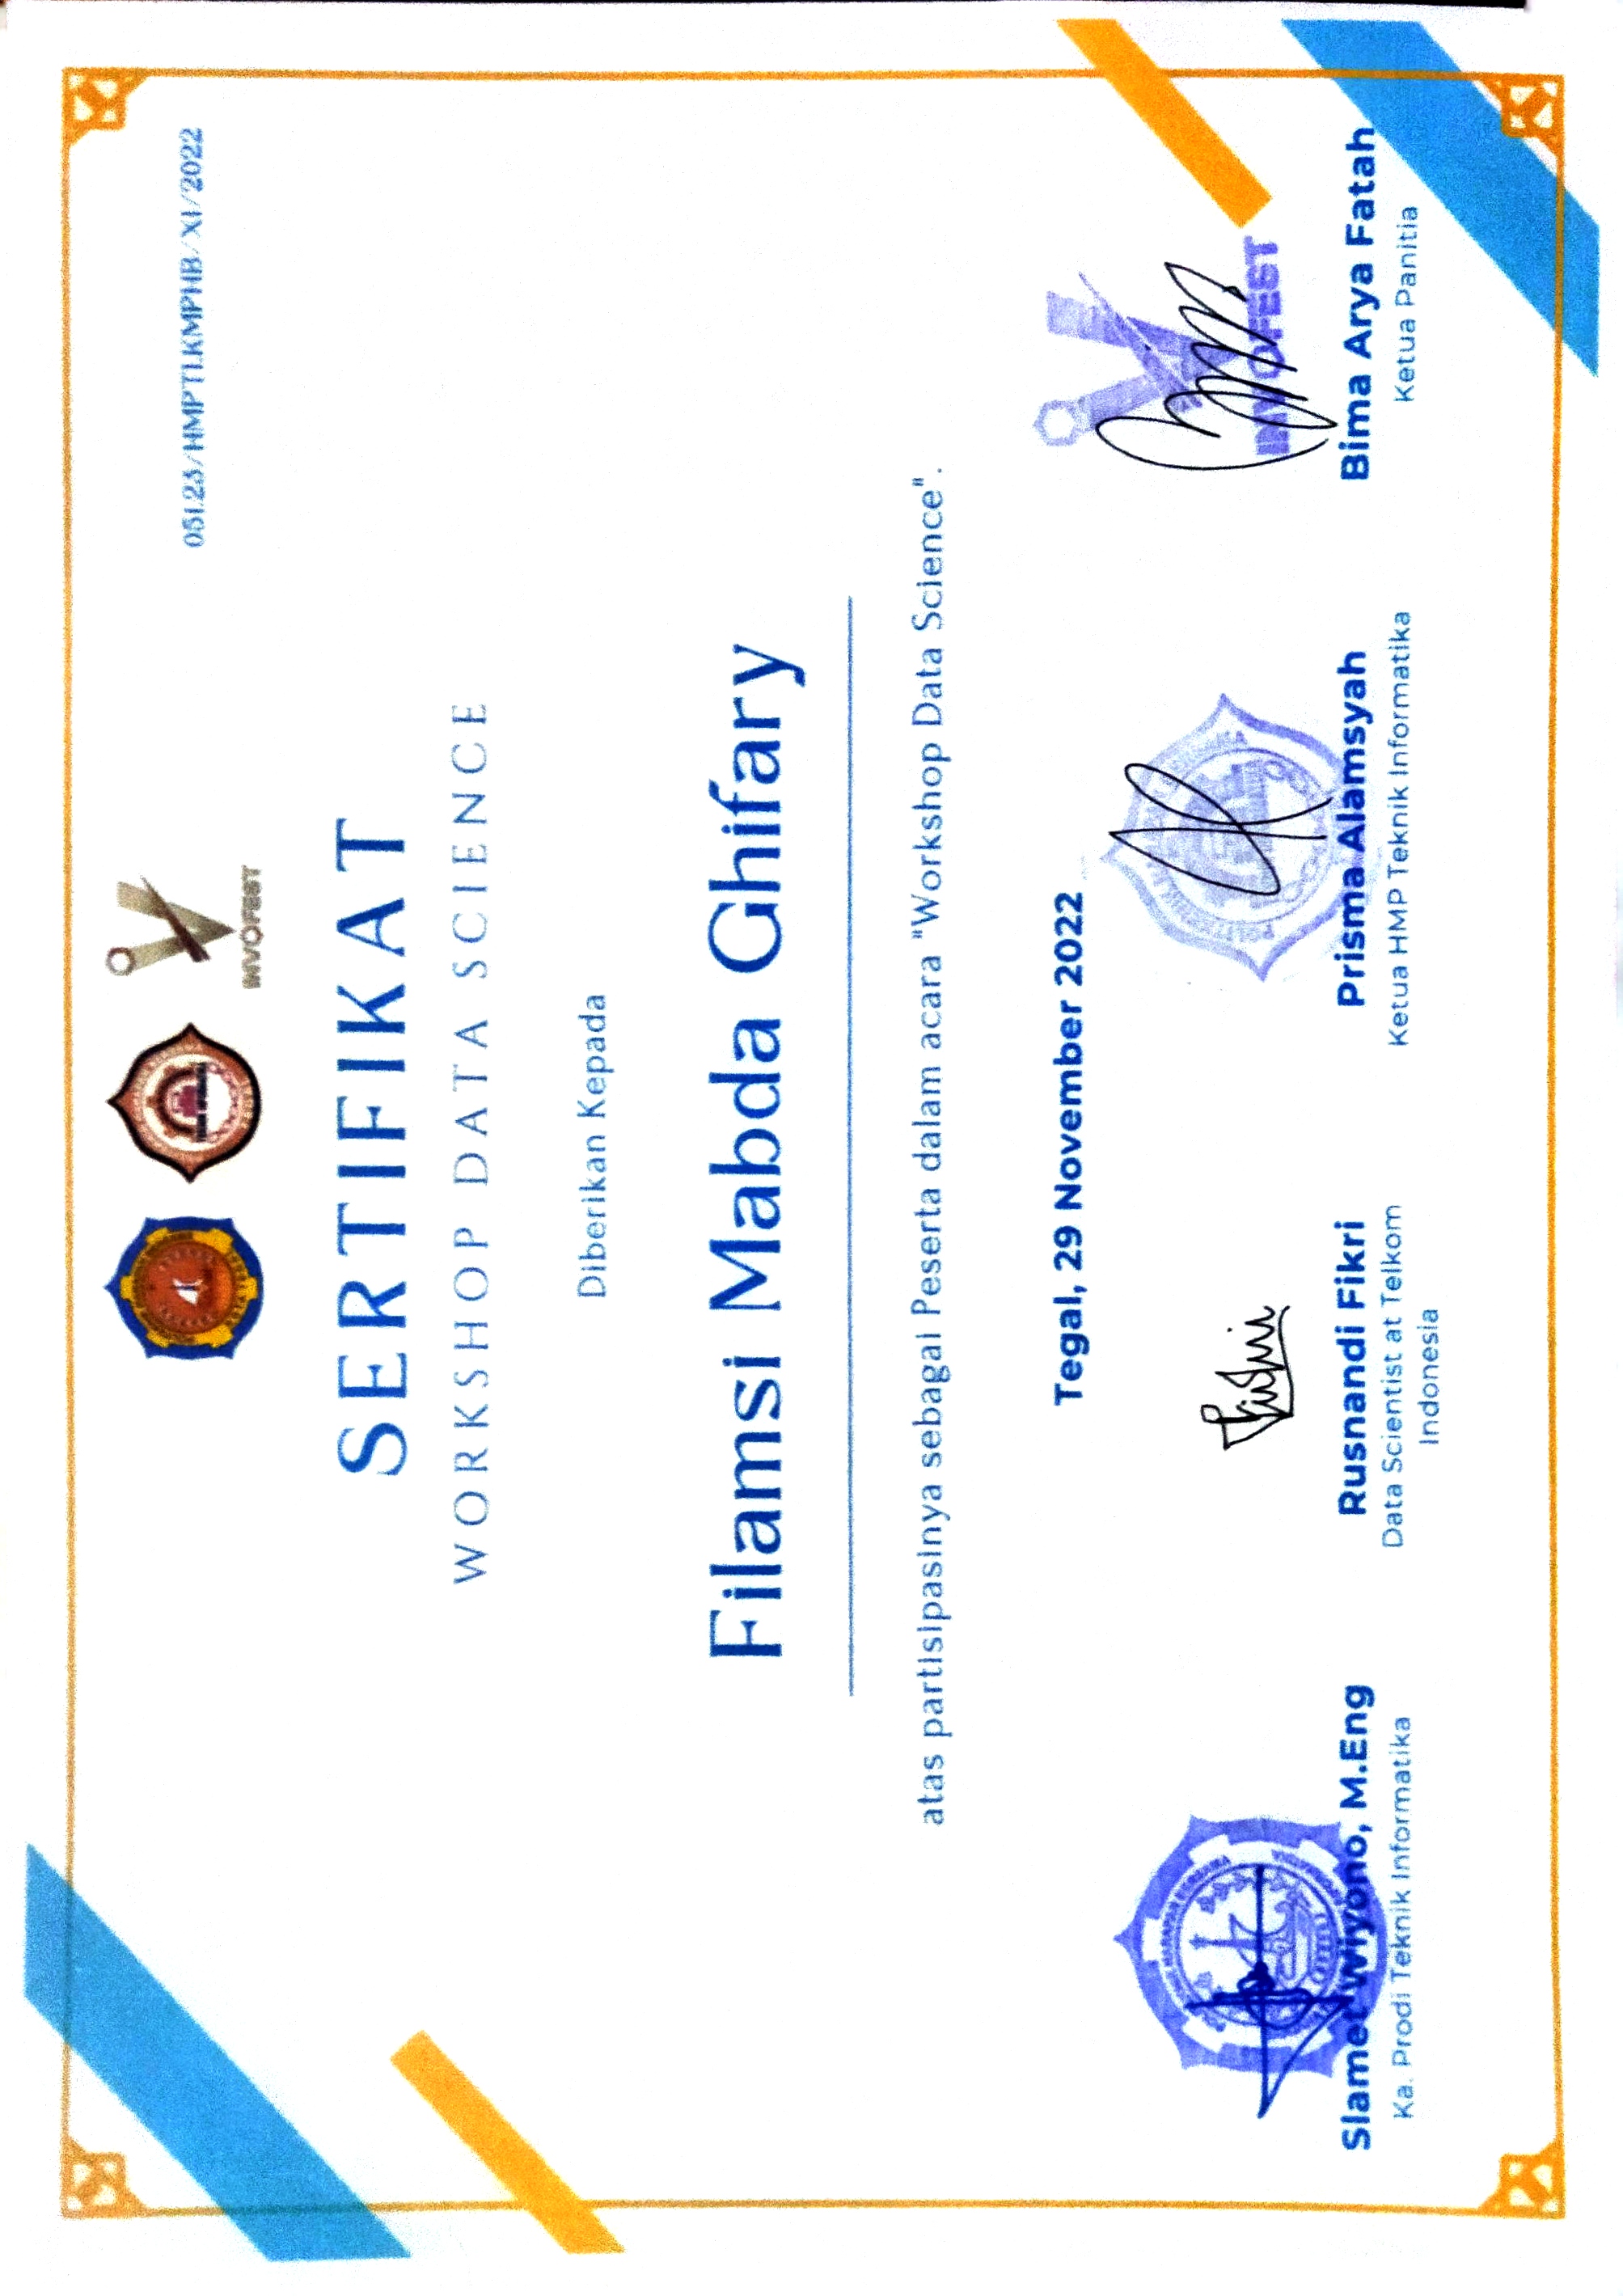 051.23/HMPTI.KMPHB/XI/2022
INVOFEST
SERTIFIKAT
WORKSHOP DATA SCIENCE
Diberikan Kepada
Filamsi Mabda Ghifary
atas partisipasinya sebagai Peserta dalam acara "Workshop Data Science".
Tegal, 29 November 2022
INVOFEST
Slamet Wiyono, M.Eng
Ka. Prodi Teknik Informatika
Rusnandi Fikri
Data Scientist at Telkom
Indonesia
Prisma Alamsyah
Ketua HMP Teknik Informatika
Bima Arya Fatah
Ketua Panitia